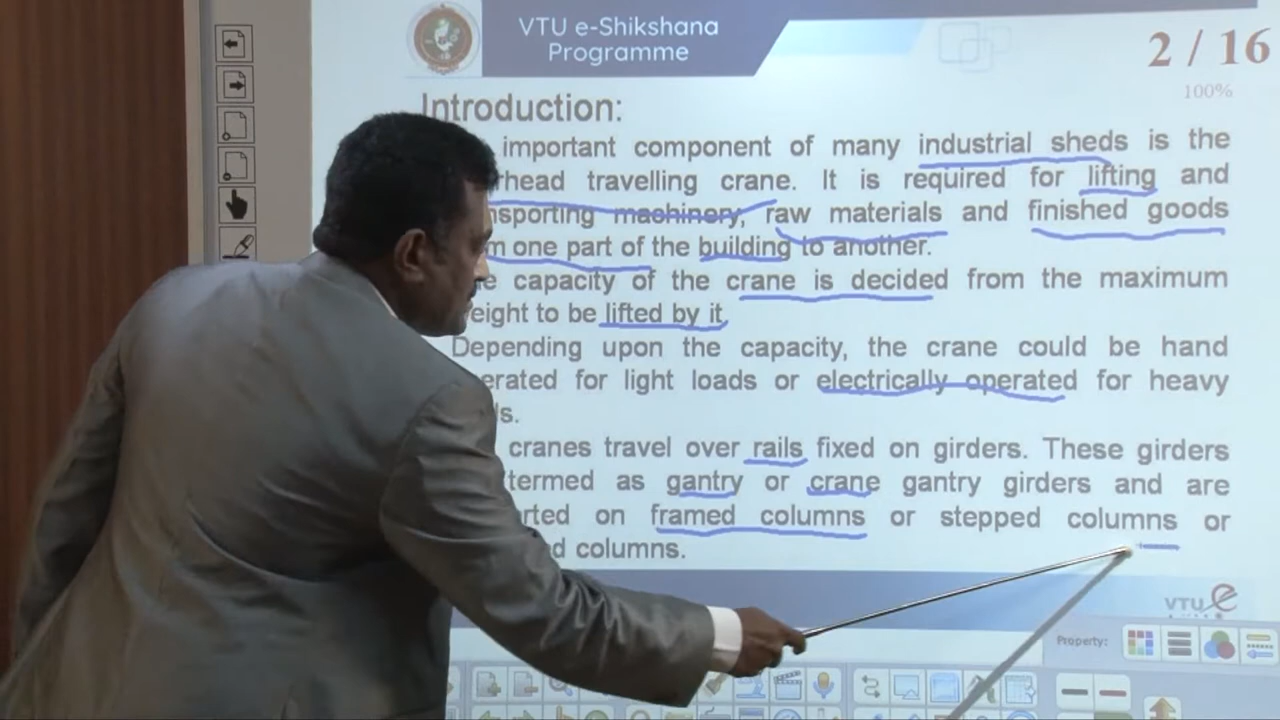 VTU e-Shikshana
Programme
2 / 16
100%
Introduction:
important component of many industrial sheds is the
travelling crane. It is required for lifting and
machinery, raw materials and finished goods
one part of the building to another.
capacity of the crane is decided from the maximum
to be lifted by it.
Depending upon the capacity, the crane could be hand
for light loads or electrically operated for heavy
cranes travel over rails fixed on girders. These girders
termed as gantry or crane gantry girders and are
on framed columns or stepped columns or
columns.
VTU e
Property: